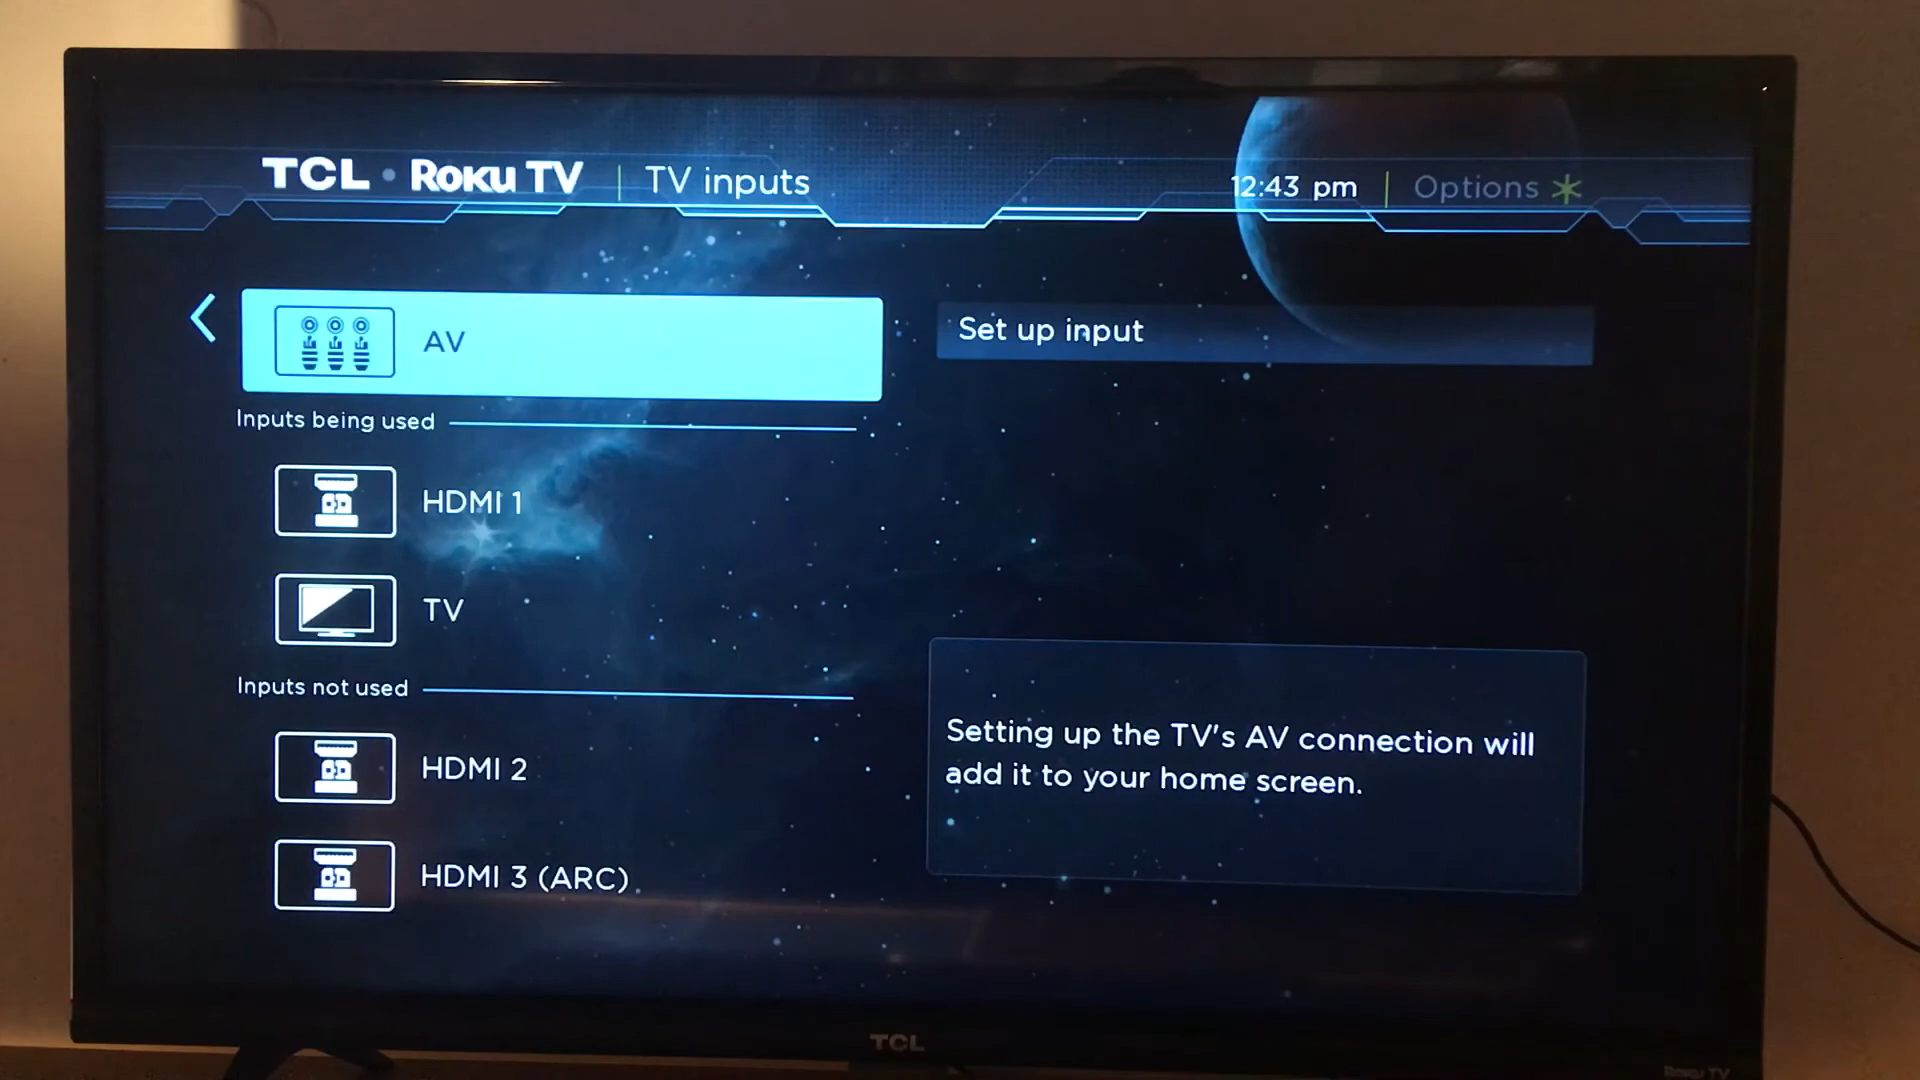 TCL • Roku TV | TV inputs
12:43 pm | Options
AV
Set up input
Inputs being used
HDMI 1
TV
Inputs not used
HDMI 2
HDMI 3 (ARC)
Setting up the TV's AV connection will
add it to your home screen.
TCL
Roku TV